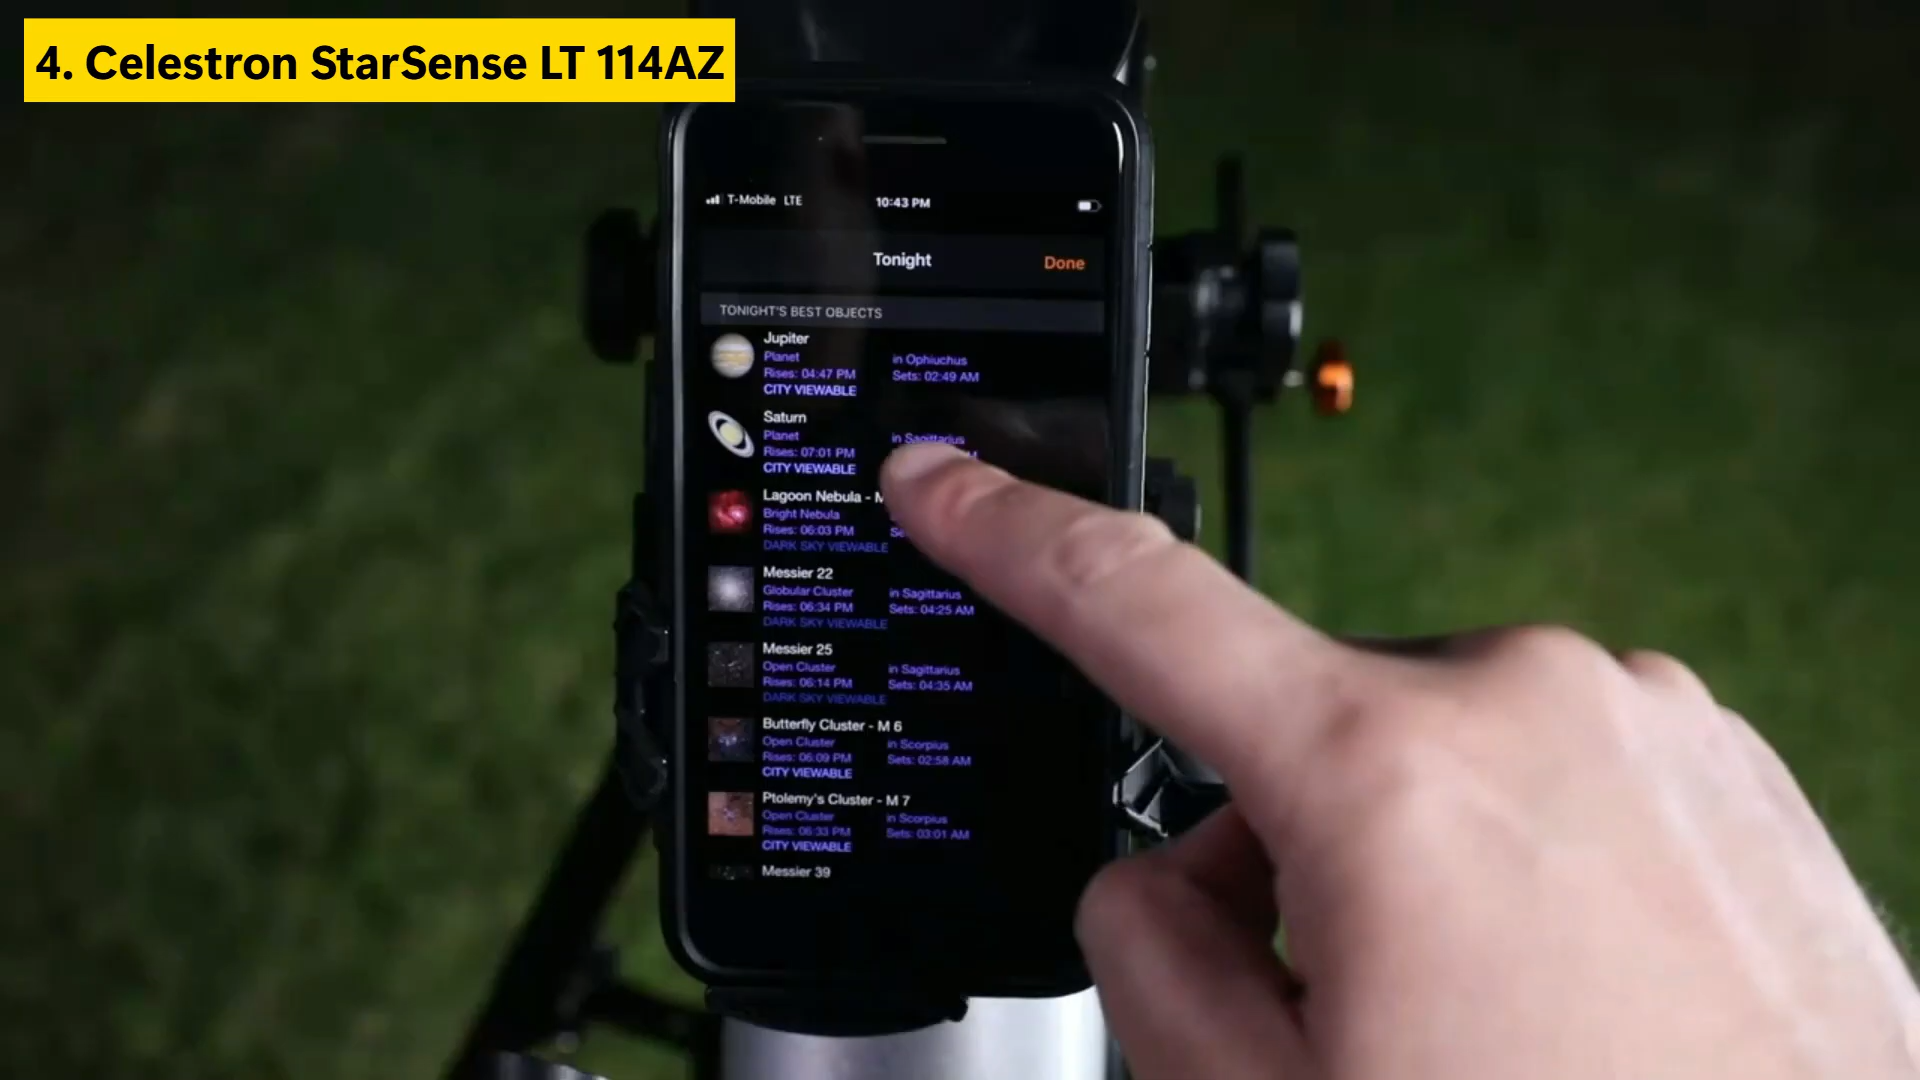 4. Celestron StarSense LT 114AZ
T-Mobile LTE
10:43 PM
Tonight
Done
TONIGHT'S BEST OBJECTS
Jupiter
Planet
in Ophiuchus
Rises: 04:47 PM
Sets: 02:49 AM
CITY VIEWABLE
Saturn
Planet
in Sagittarius
Rises: 07:01 PM
CITY VIEWABLE
Lagoon Nebula - M
Bright Nebula
Rises: 06:03 PM
DARK SKY VIEWABLE
Messier 22
Globular Cluster
in Sagittarius
Rises: 06:34 PM
Sets: 04:25 AM
DARK SKY VIEWABLE
Messier 25
Open Cluster
in Sagittarius
Rises: 06:14 PM
Sets: 04:35 AM
DARK SKY VIEWABLE
Butterfly Cluster - M 6
Open Cluster
in Scorpius
Rises: 06:09 PM
Sets: 02:58 AM
CITY VIEWABLE
Ptolemy's Cluster - M 7
Open Cluster
in Scorpius
Rises: 06:33 PM
Sets: 03:01 AM
CITY VIEWABLE
Messier 39